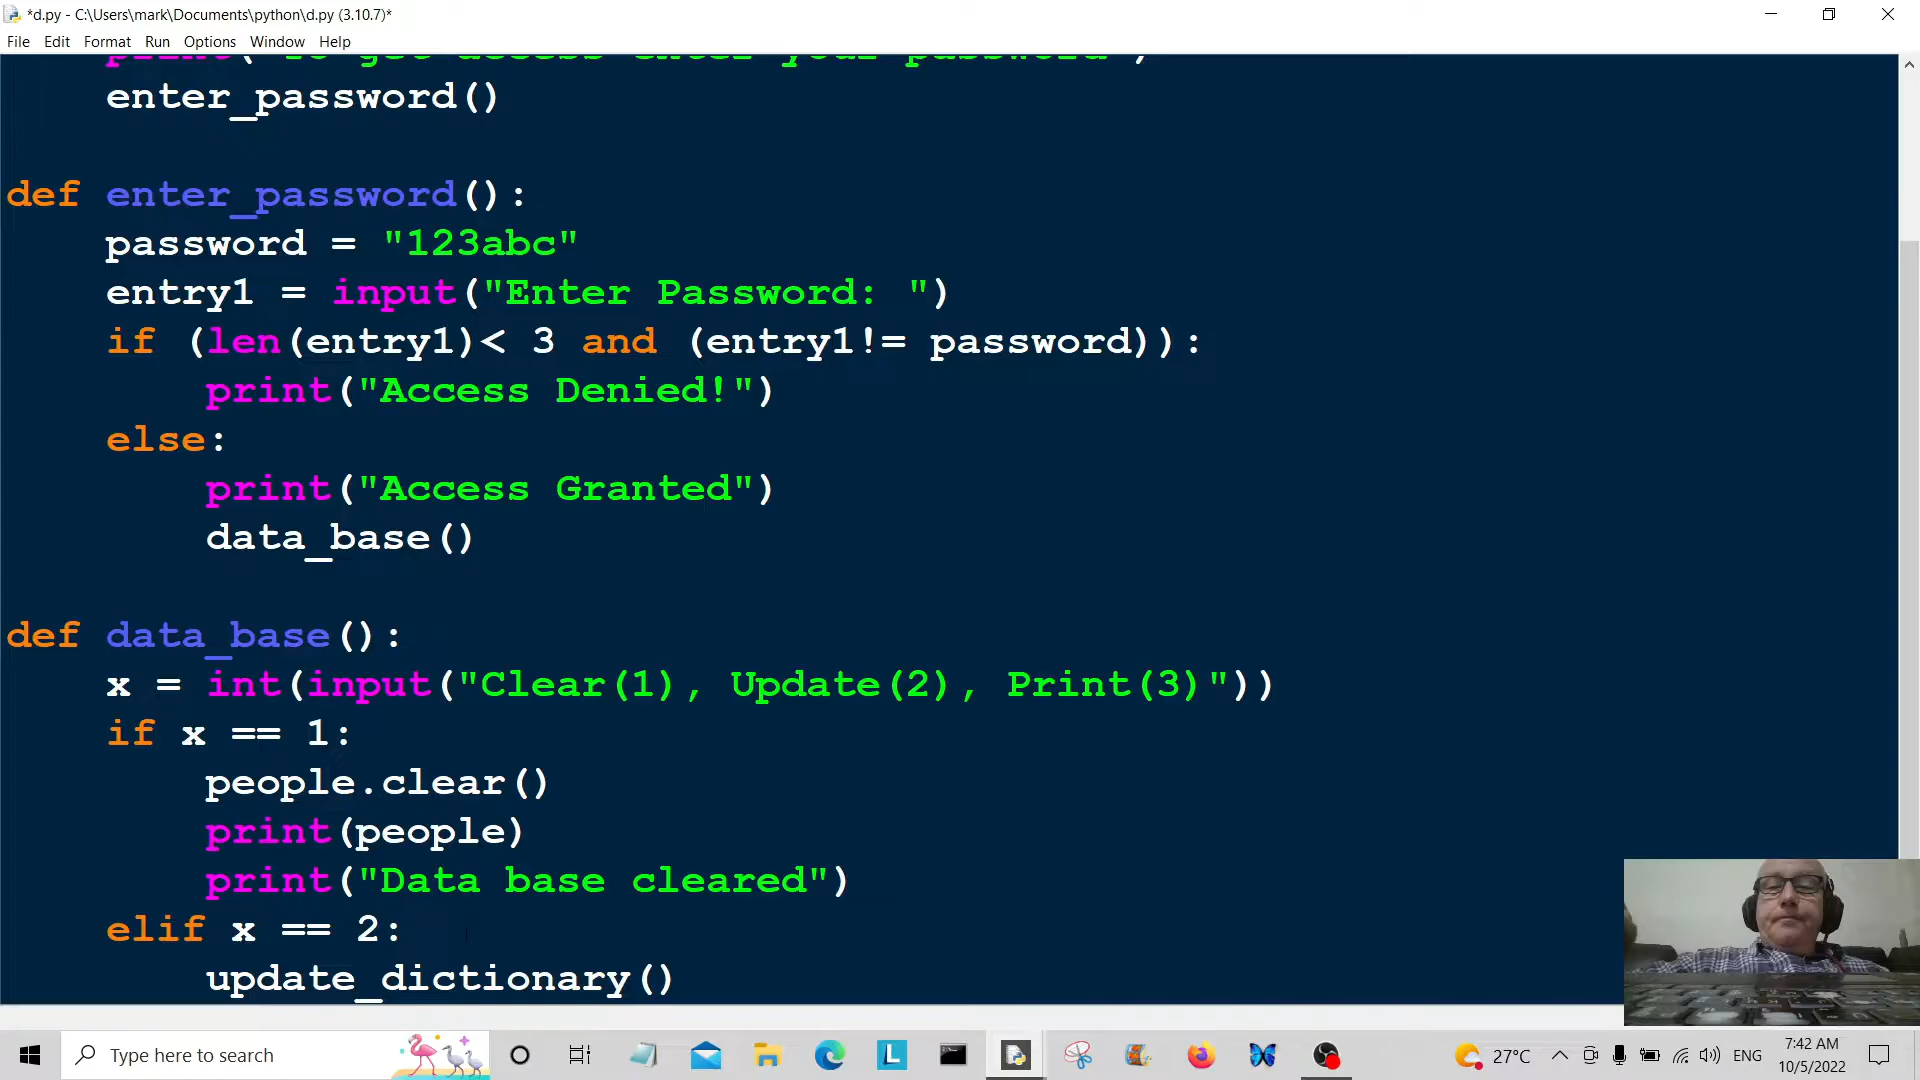 *d.py - C:\Users\mark\Documents\python\d.py (3.10.7)*
File Edit Format Run Options Window Help
enter your password
enter_password()
def enter_password():
password = "123abc"
entry1 = input("Enter Password: ")
if (len(entry1)< 3 and (entry1!= password)):
print("Access Denied!")
else:
print("Access Granted")
data_base()
def data_base():
x = int(input("Clear(1), Update(2), Print(3)"))
if x == 1:
people.clear()
print(people)
print("Data base cleared")
elif x == 2:
update_dictionary()
Type here to search
L
27°C
ENG
7:42 AM
10/5/2022